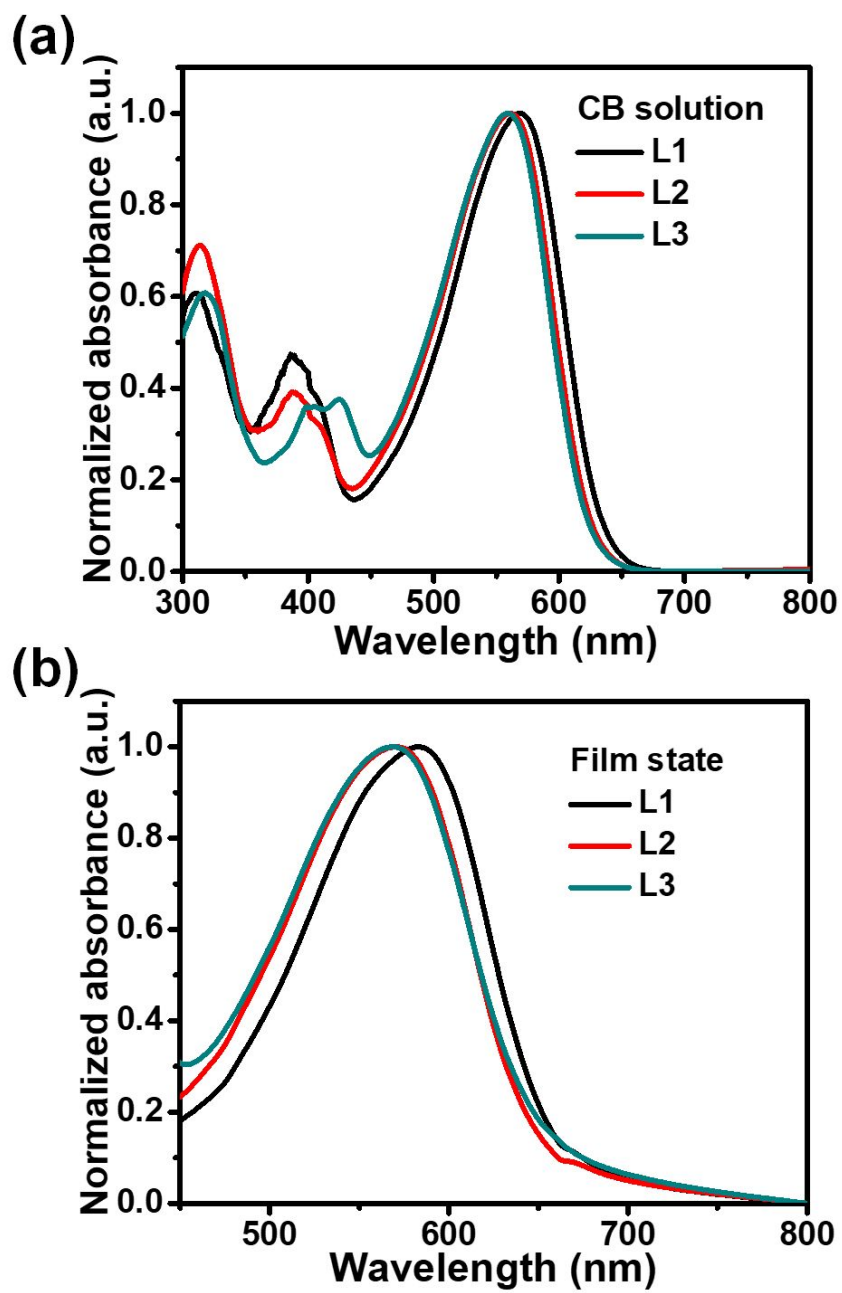 (a)
Normalized absorbance (a.u.)
1.0
0.8
0.6
0.4
0.2
0.0
CB solution
L1
L2
L3
300 400 500 600 700 800
Wavelength (nm)
(b)
Normalized absorbance (a.u.)
1.0
0.8
0.6
0.4
0.2
0.0
Film state
L1
L2
L3
500 600 700 800
Wavelength (nm)